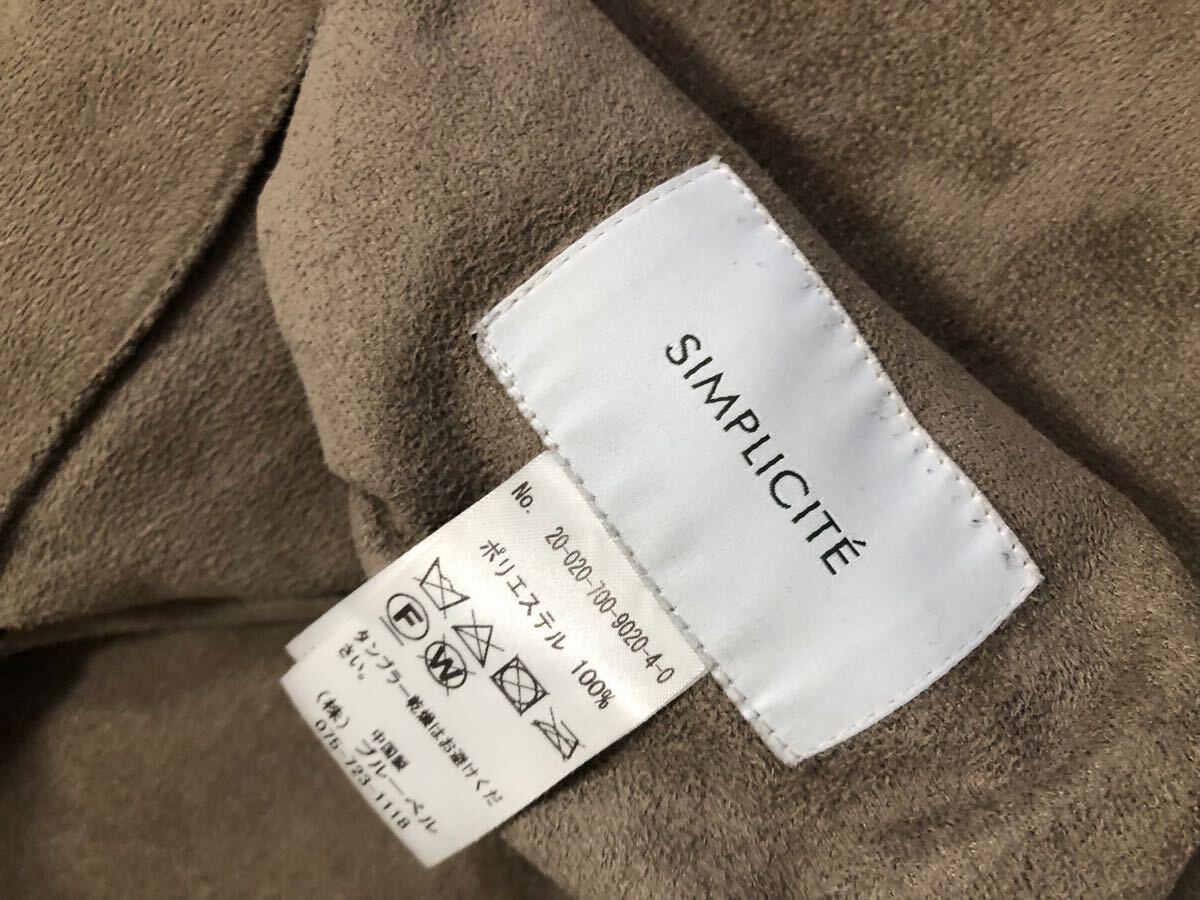 SIMPLICITÉ
No. 20-020-700-9020-4-0
ポリエステル 100%
F
W
タンブラー乾燥はお避けくだ
さい。
中国製
(株) ブルーベル
075-723-1118